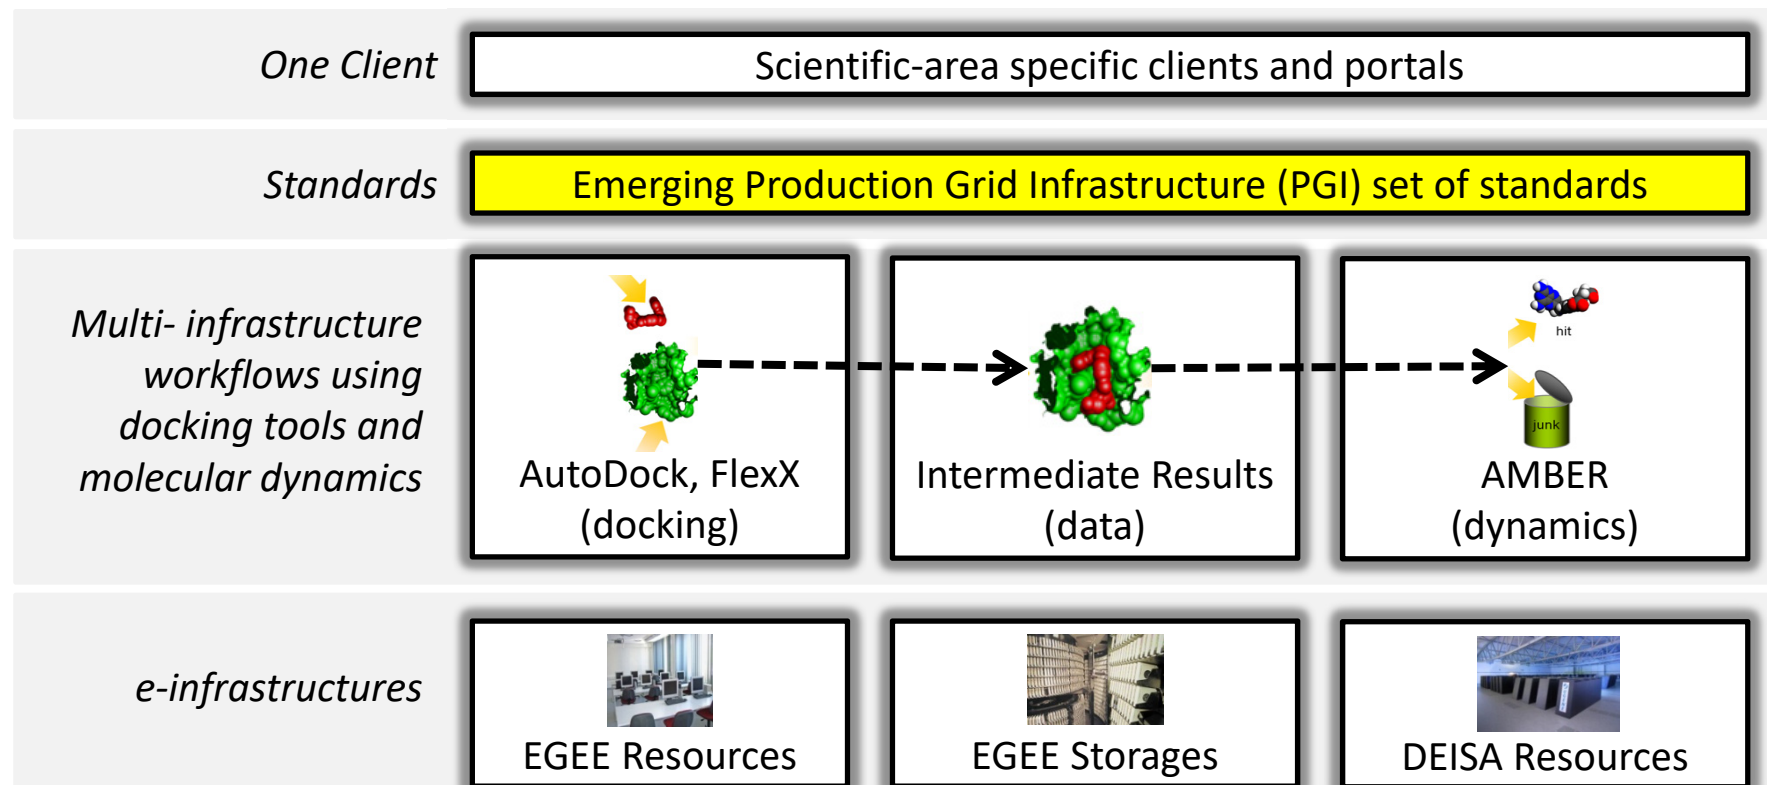 One Client
Scientific-area specific clients and portals
Standards
Emerging Production Grid Infrastructure (PGI) set of standards
Multi- infrastructure
workflows using
docking tools and
molecular dynamics
AutoDock, FlexX
(docking)
Intermediate Results
(data)
hit
junk
AMBER
(dynamics)
e-infrastructures
EGEE Resources
EGEE Storages
DEISA Resources